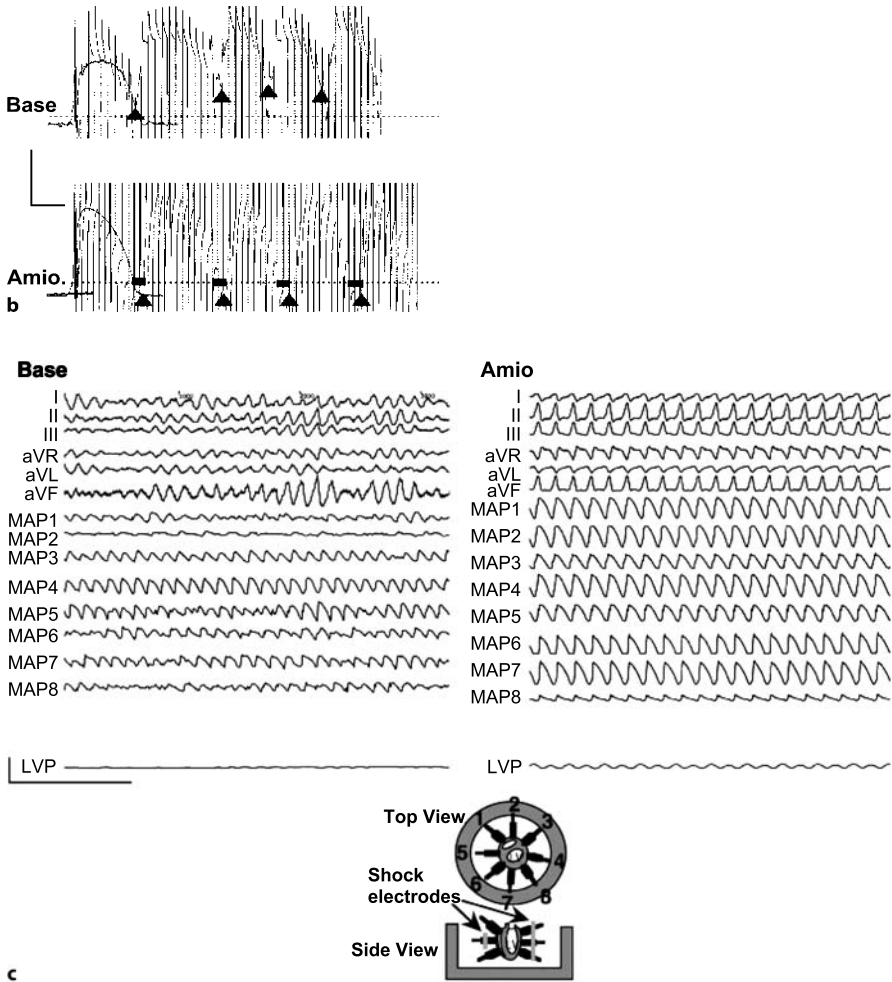 Base
Amio.
b
Base
Amio
I
II
III
aVR
aVL
aVF
MAP1
MAP2
MAP3
MAP4
MAP5
MAP6
MAP7
MAP8
LVP
I
II
III
aVR
aVL
aVF
MAP1
MAP2
MAP3
MAP4
MAP5
MAP6
MAP7
MAP8
LVP
Top View
1
2
3
5
4
6
7
8
Shock
electrodes
Side View
c